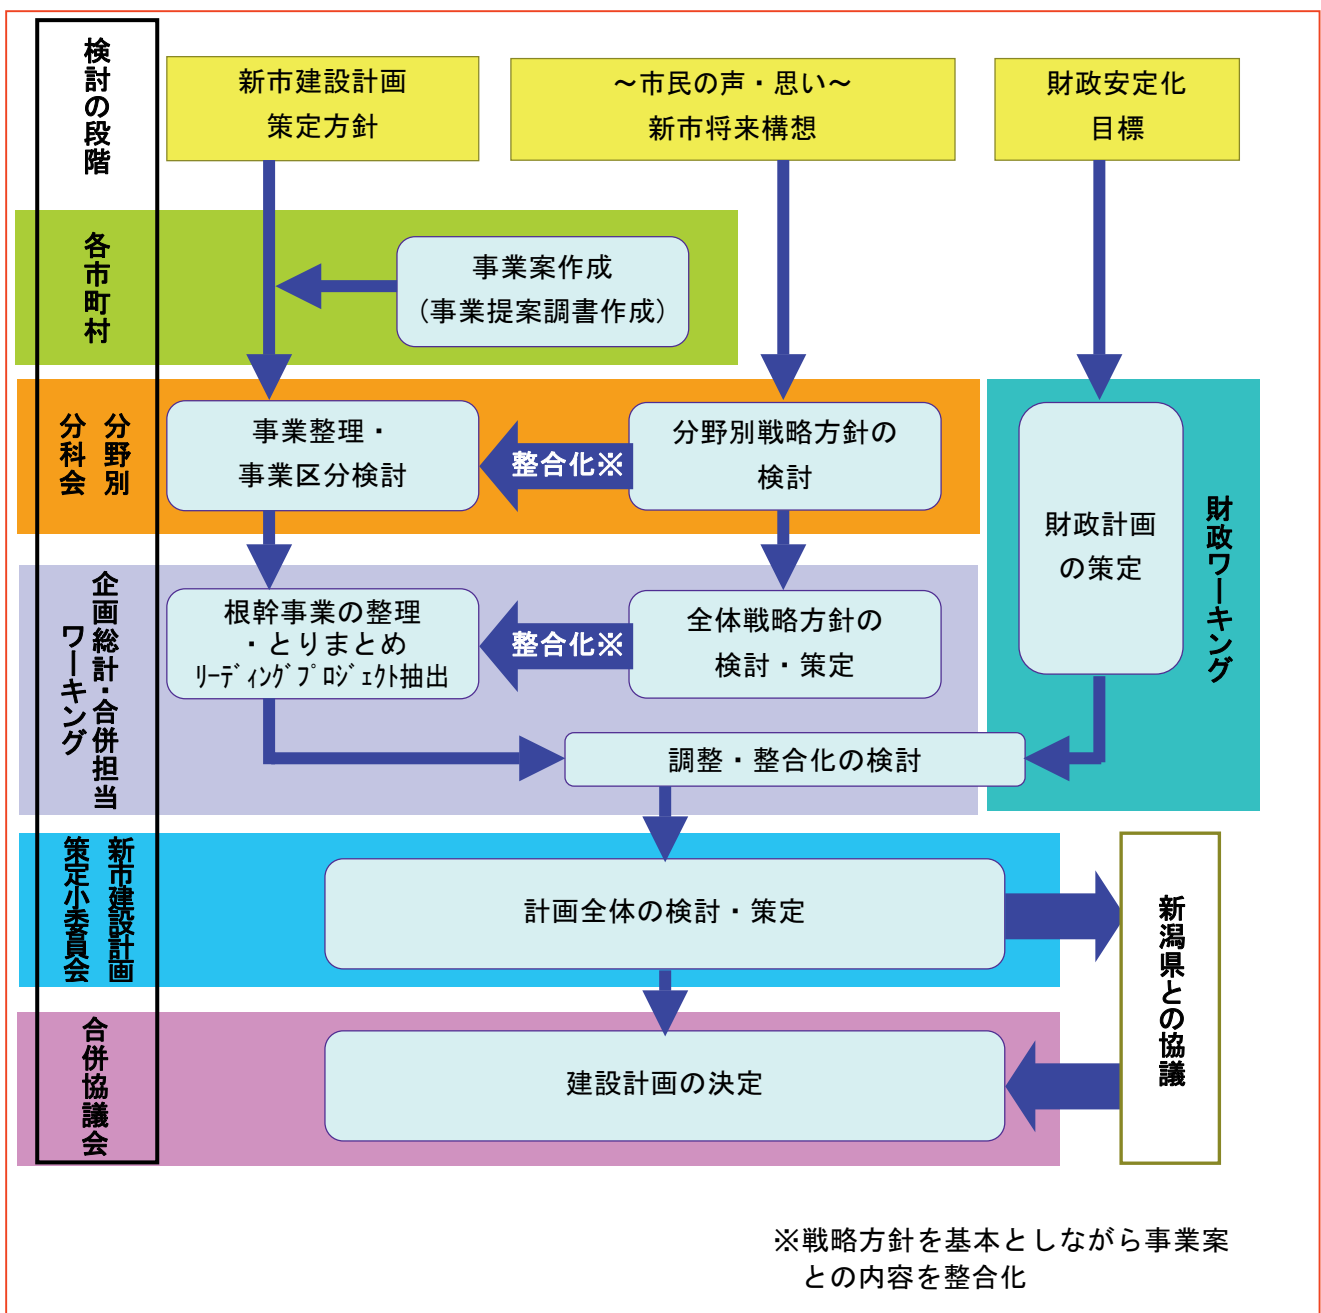 検討の段階
新市建設計画
策定方針
～市民の声・思い～
新市将来構想
財政安定化
目標
各市町村
事業案作成
(事業提案調書作成)
分野別
分科会
事業整理・
事業区分検討
整合化※
分野別戦略方針の
検討
財政計画
の策定
財政ワーキング
企画総計・合併担当
ワーキング
根幹事業の整理
・とりまとめ
ﾘｰﾃﾞｨﾝｸﾞﾌﾟﾛｼﾞｪｸﾄ抽出
整合化※
全体戦略方針の
検討・策定
調整・整合化の検討
新市建設計画
策定小委員会
計画全体の検討・策定
新潟県との協議
合併協議会
建設計画の決定
※戦略方針を基本としながら事業案
との内容を整合化